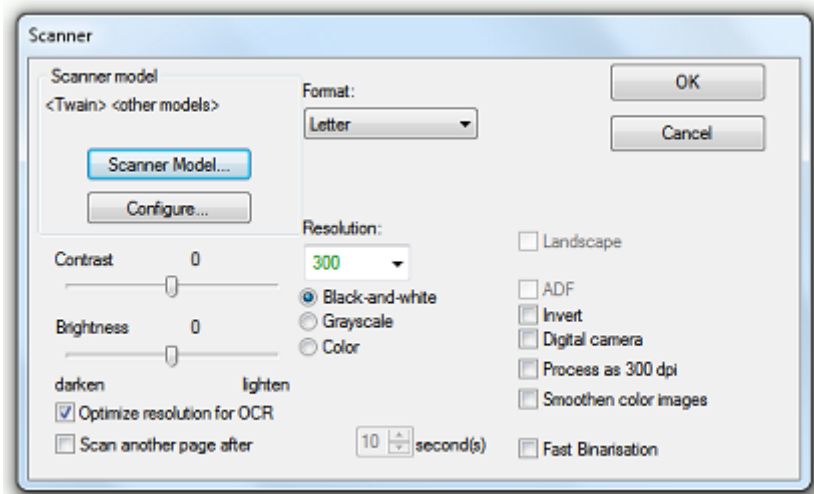 Scanner
Scanner model
<Twain> <other models>
Scanner Model...
Configure...
Format:
Letter
OK
Cancel
Contrast 0
Brightness 0
darken lighten
Optimize resolution for OCR
Scan another page after 10 second(s)
Resolution:
300
Black-and-white
Grayscale
Color
Landscape
ADF
Invert
Digital camera
Process as 300 dpi
Smoothen color images
Fast Binarisation